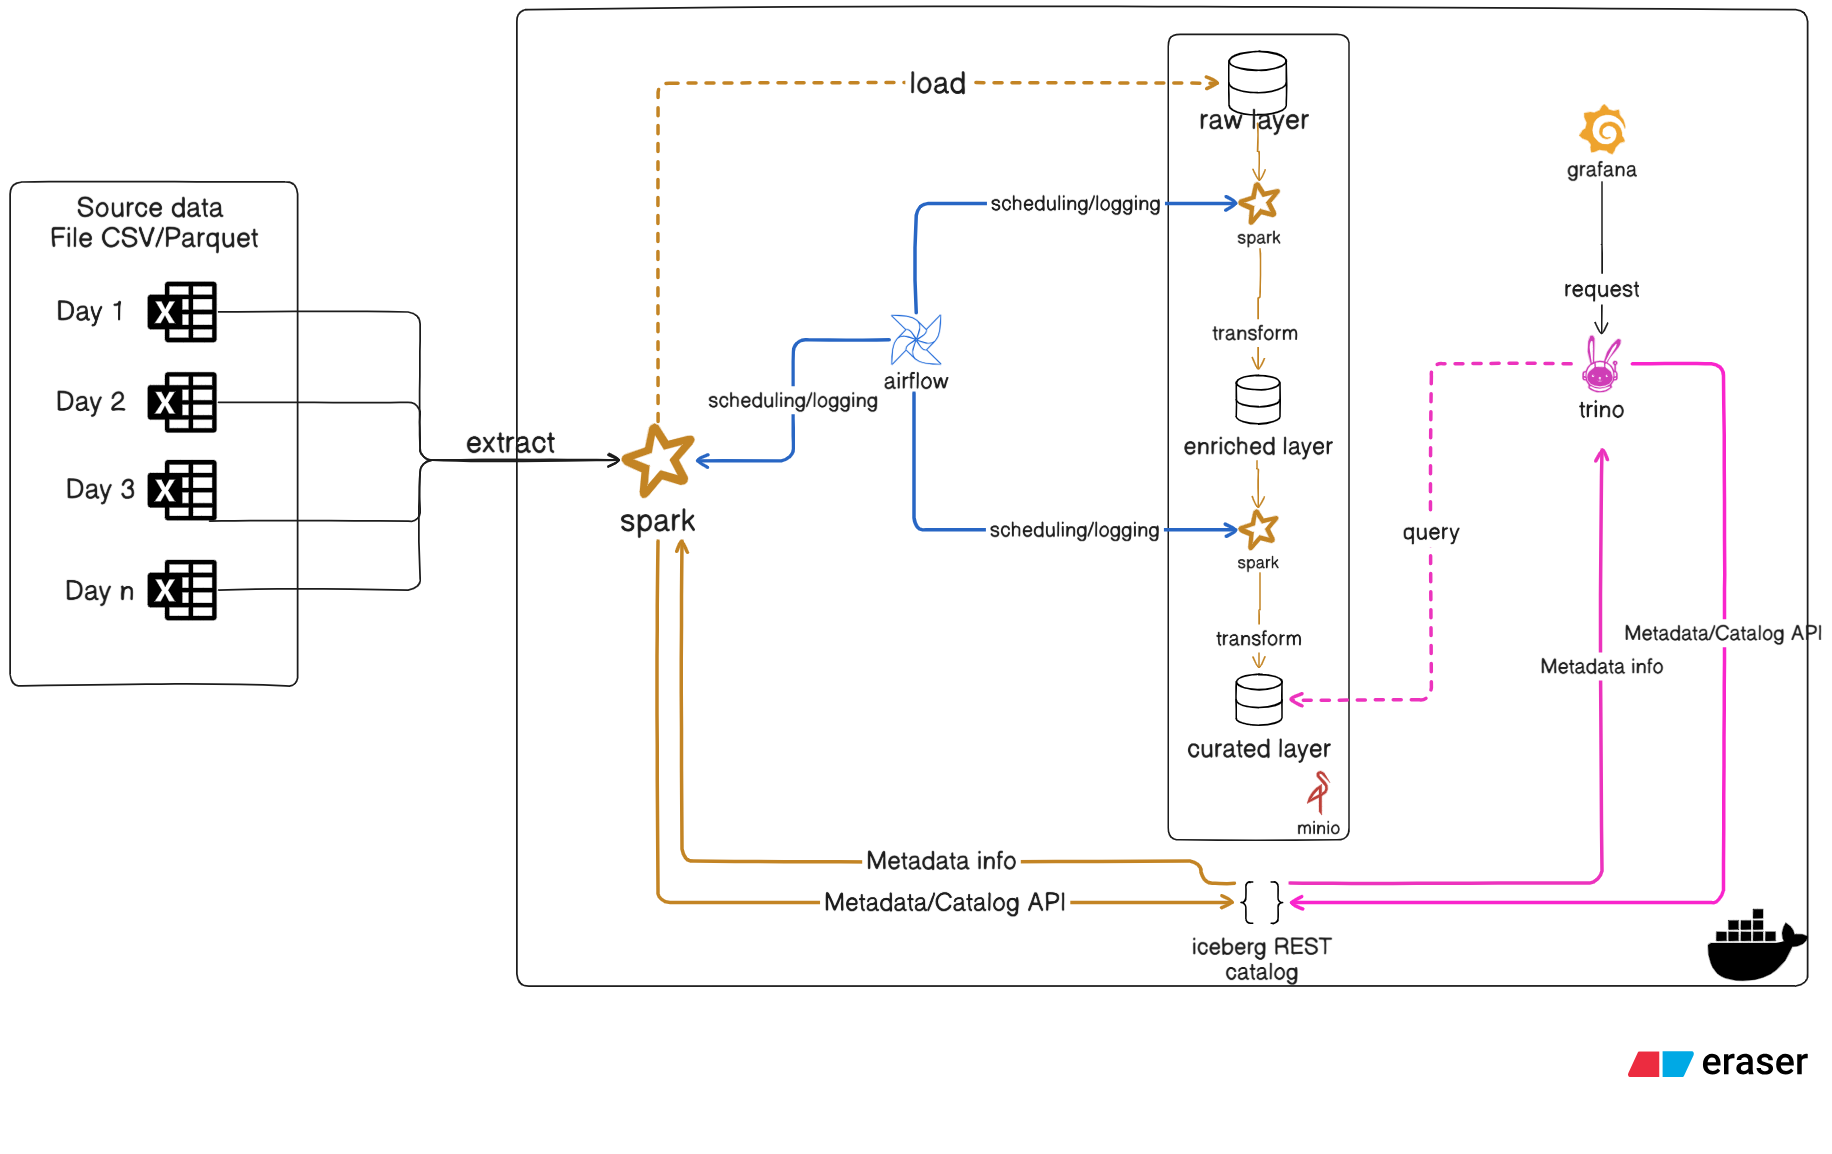 Source data
File CSV/Parquet
Day 1
Day 2
Day 3
Day n
extract
spark
load
scheduling/logging
airflow
scheduling/logging
scheduling/logging
raw layer
spark
transform
enriched layer
spark
transform
curated layer
minio
grafana
request
trino
query
Metadata/Catalog API
Metadata info
Metadata info
Metadata/Catalog API
{ }
iceberg REST
catalog
eraser